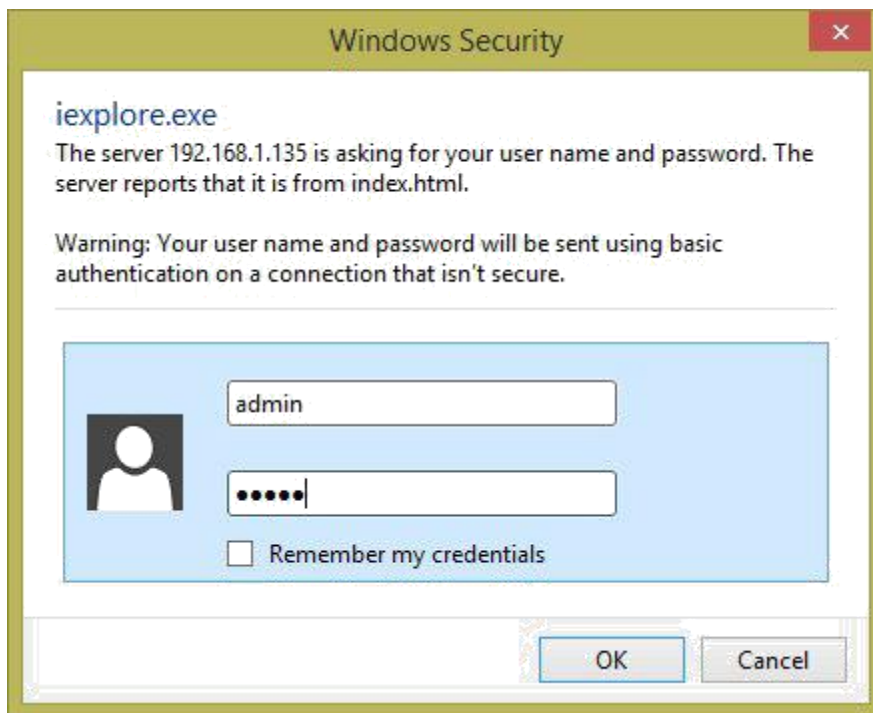 Windows Security
iexplore.exe
The server 192.168.1.135 is asking for your user name and password. The
server reports that it is from index.html.
Warning: Your user name and password will be sent using basic
authentication on a connection that isn't secure.
admin
•••••
Remember my credentials
OK
Cancel